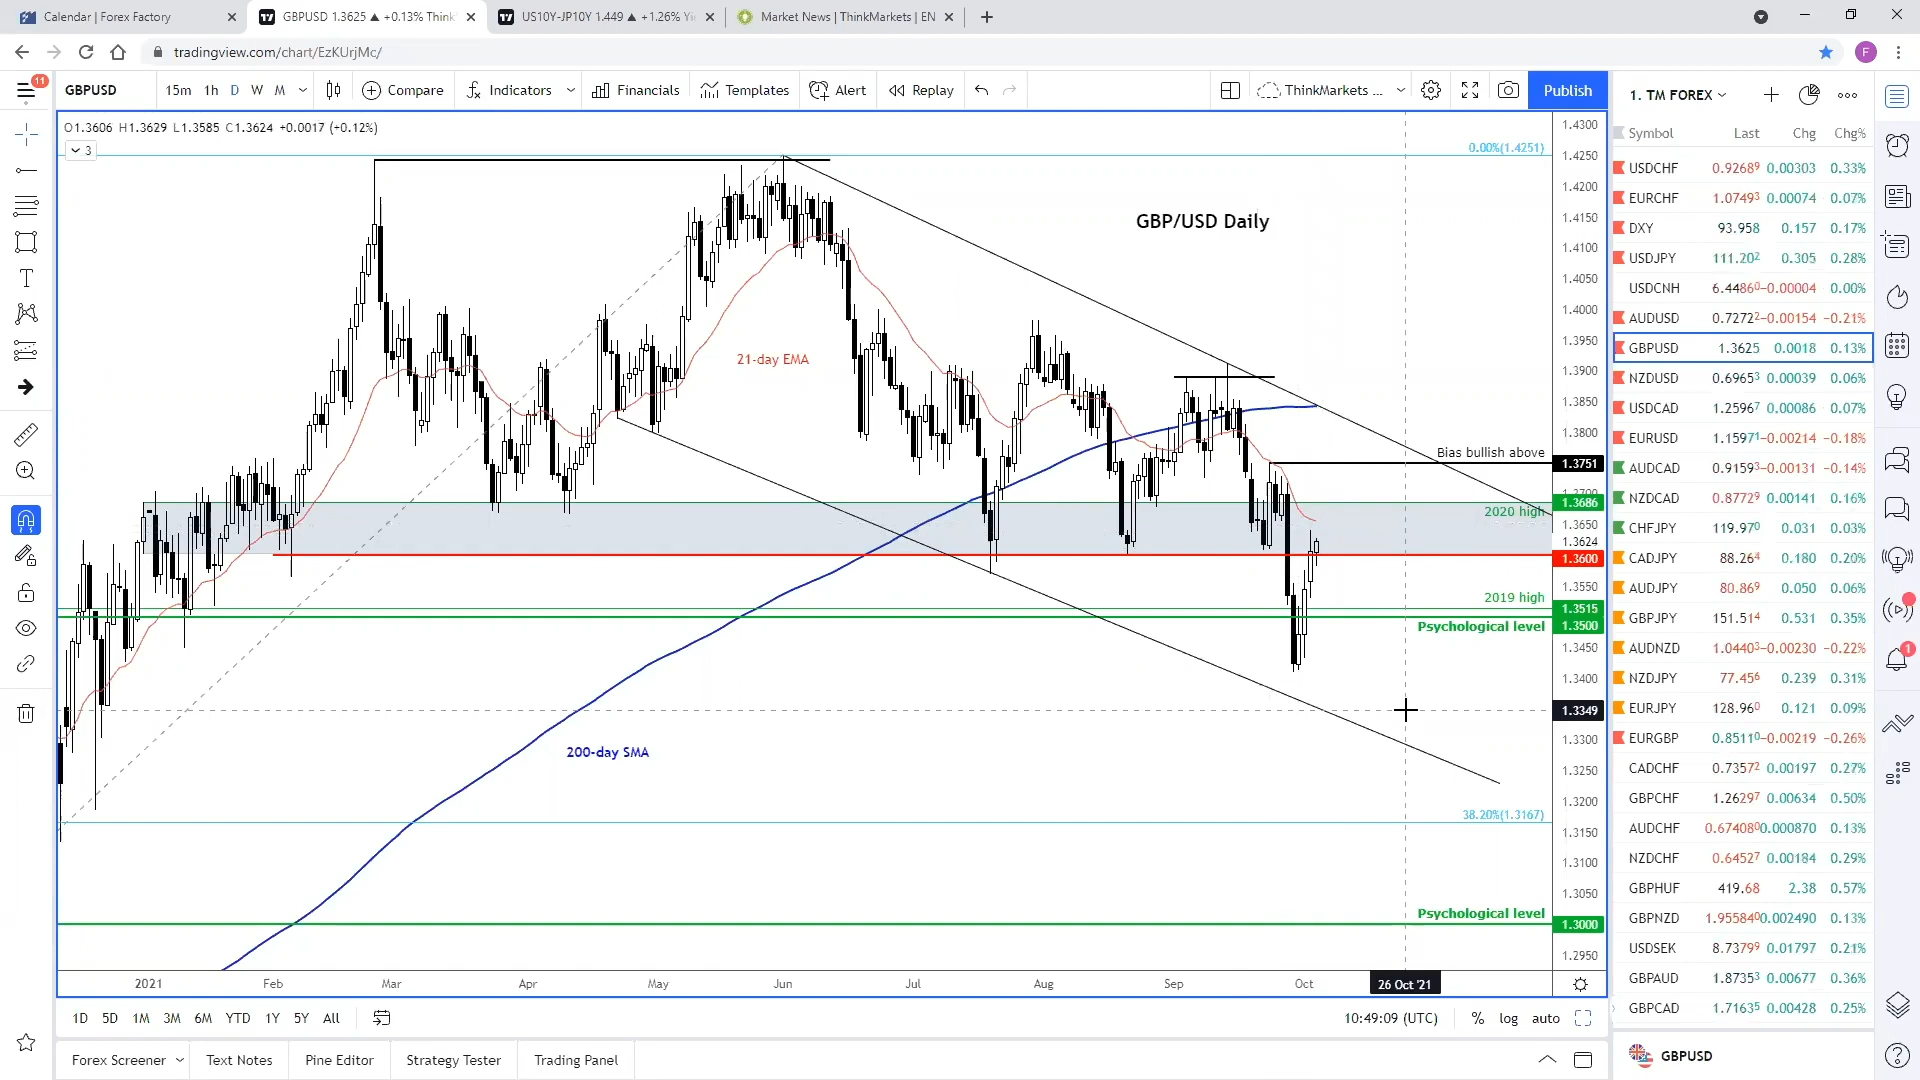 Calendar | Forex Factory
GBPUSD 1.3625 ▲ +0.13% Think
US10Y-JP10Y 1.449 ▲ +1.26% Yi
Market News | ThinkMarkets | EN
tradingview.com/chart/EzKUrjMc/
F
11
GBPUSD 15m 1h D W M Compare Indicators Financials Templates Alert Replay ThinkMarkets ... Publish
O1.3606 H1.3629 L1.3585 C1.3624 +0.0017 (+0.12%)
3
0.00%(1.4251)
GBP/USD Daily
21-day EMA
Bias bullish above
2020 high
2019 high
Psychological level
200-day SMA
38.20%(1.3167)
Psychological level
1.4300
1.4250
1.4200
1.4150
1.4100
1.4050
1.4000
1.3950
1.3900
1.3850
1.3800
1.3751
1.3700
1.3686
1.3650
1.3624
1.3600
1.3550
1.3515
1.3500
1.3450
1.3400
1.3349
1.3300
1.3250
1.3200
1.3150
1.3100
1.3050
1.3000
1.2950
2021 Feb Mar Apr May Jun Jul Aug Sep Oct 26 Oct '21
1D 5D 1M 3M 6M YTD 1Y 5Y All
10:49:09 (UTC) % log auto
Forex Screener Text Notes Pine Editor Strategy Tester Trading Panel
1. TM FOREX
Symbol Last Chg Chg%
USDCHF 0.92689 0.00303 0.33%
EURCHF 1.07493 0.00074 0.07%
DXY 93.958 0.157 0.17%
USDJPY 111.202 0.305 0.28%
USDCNH 6.44860 −0.00004 0.00%
AUDUSD 0.72722 −0.00154 −0.21%
GBPUSD 1.3625 0.0018 0.13%
NZDUSD 0.69653 0.00039 0.06%
USDCAD 1.25967 0.00086 0.07%
EURUSD 1.15971 −0.00214 −0.18%
AUDCAD 0.91593 −0.00131 −0.14%
NZDCAD 0.87729 0.00141 0.16%
CHFJPY 119.970 0.031 0.03%
CADJPY 88.264 0.180 0.20%
AUDJPY 80.869 0.050 0.06%
GBPJPY 151.514 0.531 0.35%
AUDNZD 1.04403 −0.00230 −0.22%
NZDJPY 77.456 0.239 0.31%
EURJPY 128.960 0.121 0.09%
EURGBP 0.85110 −0.00219 −0.26%
CADCHF 0.73572 0.00197 0.27%
GBPCHF 1.26297 0.00634 0.50%
AUDCHF 0.674080 0.000870 0.13%
NZDCHF 0.64527 0.00184 0.29%
GBPHUF 419.68 2.38 0.57%
GBPNZD 1.95584 0.002490 0.13%
USDSEK 8.73799 0.01797 0.21%
GBPAUD 1.87353 0.00677 0.36%
GBPCAD 1.71635 0.00428 0.25%
GBPUSD
1